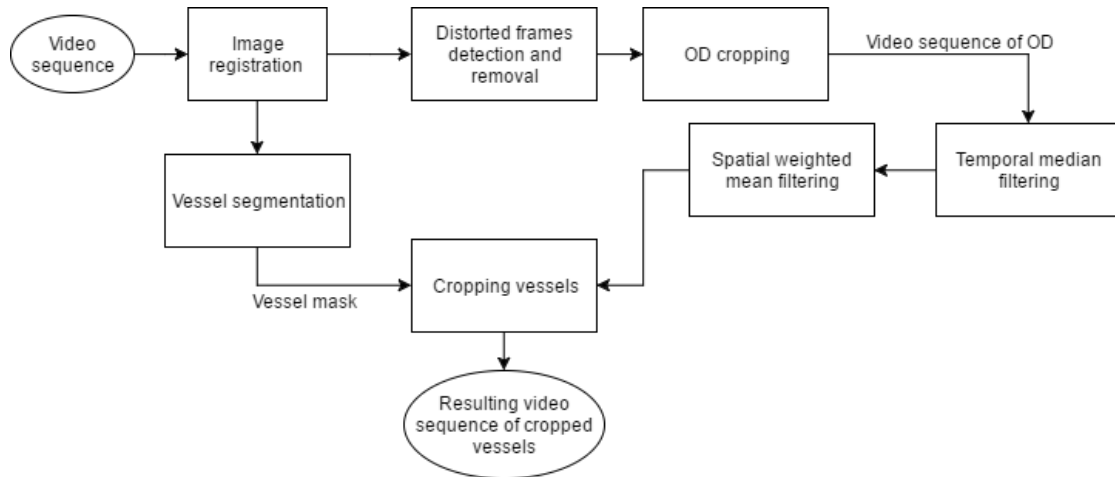 Video
sequence
Image
registration
Distorted frames
detection and
removal
OD cropping
Video sequence of OD
Vessel segmentation
Spatial weighted
mean filtering
Temporal median
filtering
Vessel mask
Cropping vessels
Resulting video
sequence of cropped
vessels